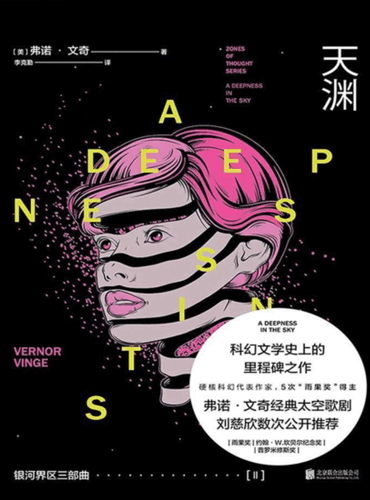 [美] 弗诺·文奇 著
李克勤 译
ZONES OF
THOUGHT
SERIES
A DEEPNESS
IN
THE SKY
天渊
A
DEEP
NESS
S
IN
T S
VERNOR
VINGE
A DEEPNESS
IN THE SKY
科幻文学史上的
里程碑之作
硬核科幻代表作家,5次“雨果奖”得主
弗诺·文奇经典太空歌剧
刘慈欣数次公开推荐
|雨果奖|约翰·W.坎贝尔纪念奖|
|普罗米修斯奖|
银河界区三部曲
[II]
北京联合出版公司